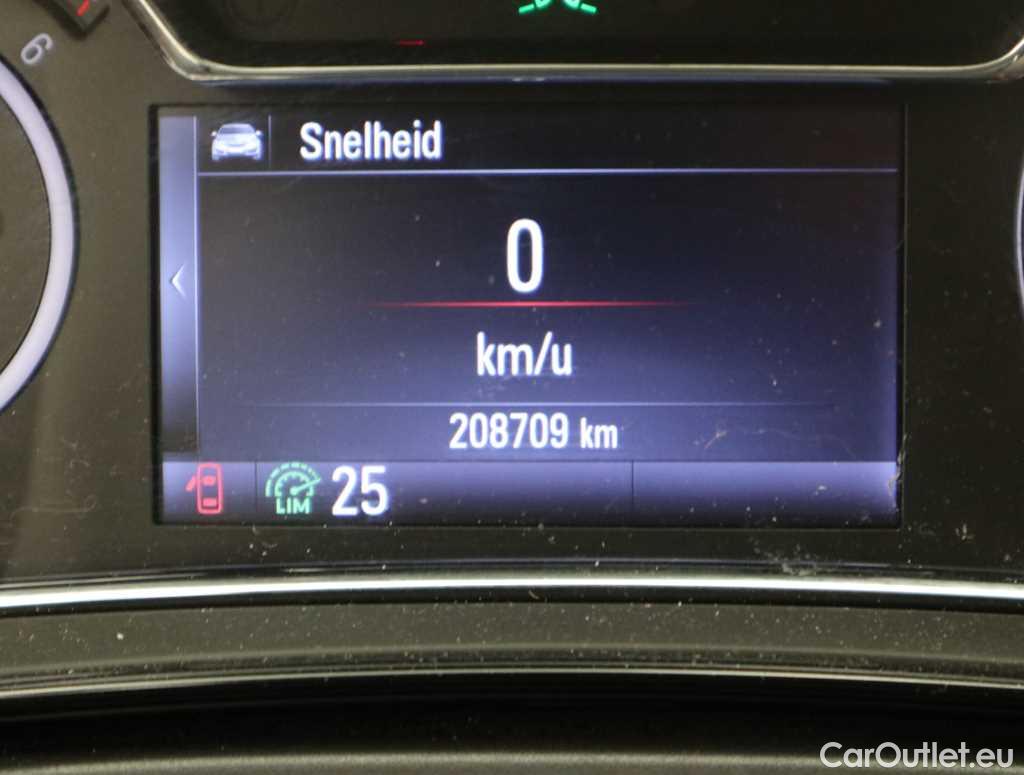 6
Snelheid
0
km/u
208709 km
LIM 25
CarOutlet.eu